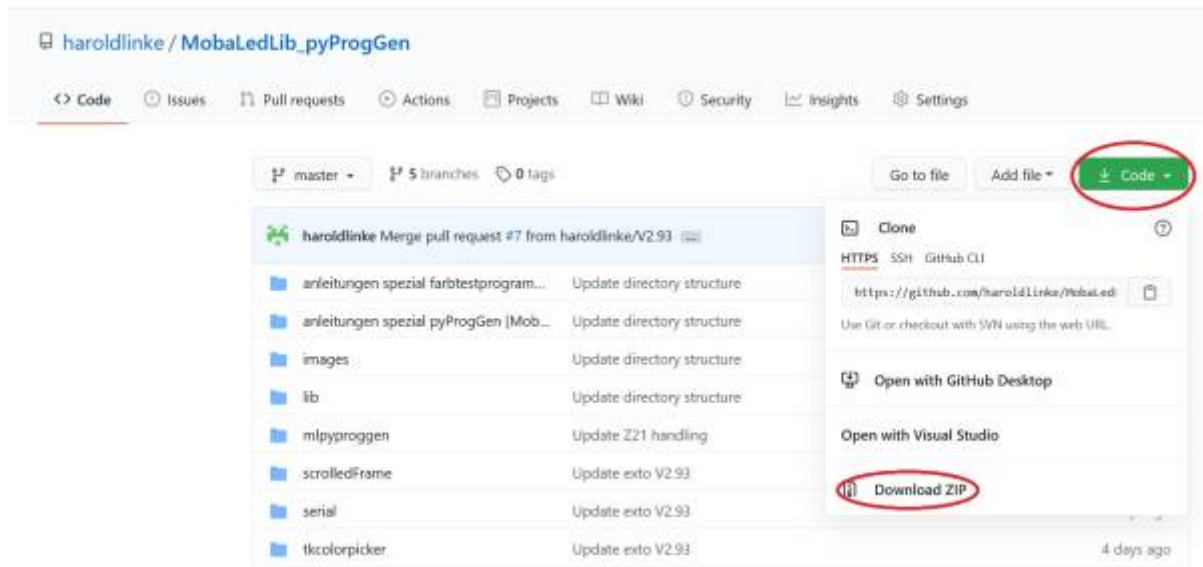 haroldlinke / MobaLedLib_pyProgGen
<> Code Issues Pull requests Actions Projects Wiki Security Insights Settings
master 5 branches 0 tags Go to file Add file Code
haroldlinke Merge pull request #7 from haroldlinke/V2.93 ...
Clone
HTTPS SSH GitHub CLI
anleitungen spezial farbtestprogram... Update directory structure
https://github.com/haroldlinke/MobaLed
anleitungen spezial pyProgGen |Mob... Update directory structure
Use Git or checkout with SVN using the web URL.
images Update directory structure
Open with GitHub Desktop
lib Update directory structure
mlpyproggen Update Z21 handling
Open with Visual Studio
scrolledFrame Update exto V2.93
Download ZIP
serial Update exto V2.93
tkcolorpicker Update exto V2.93 4 days ago